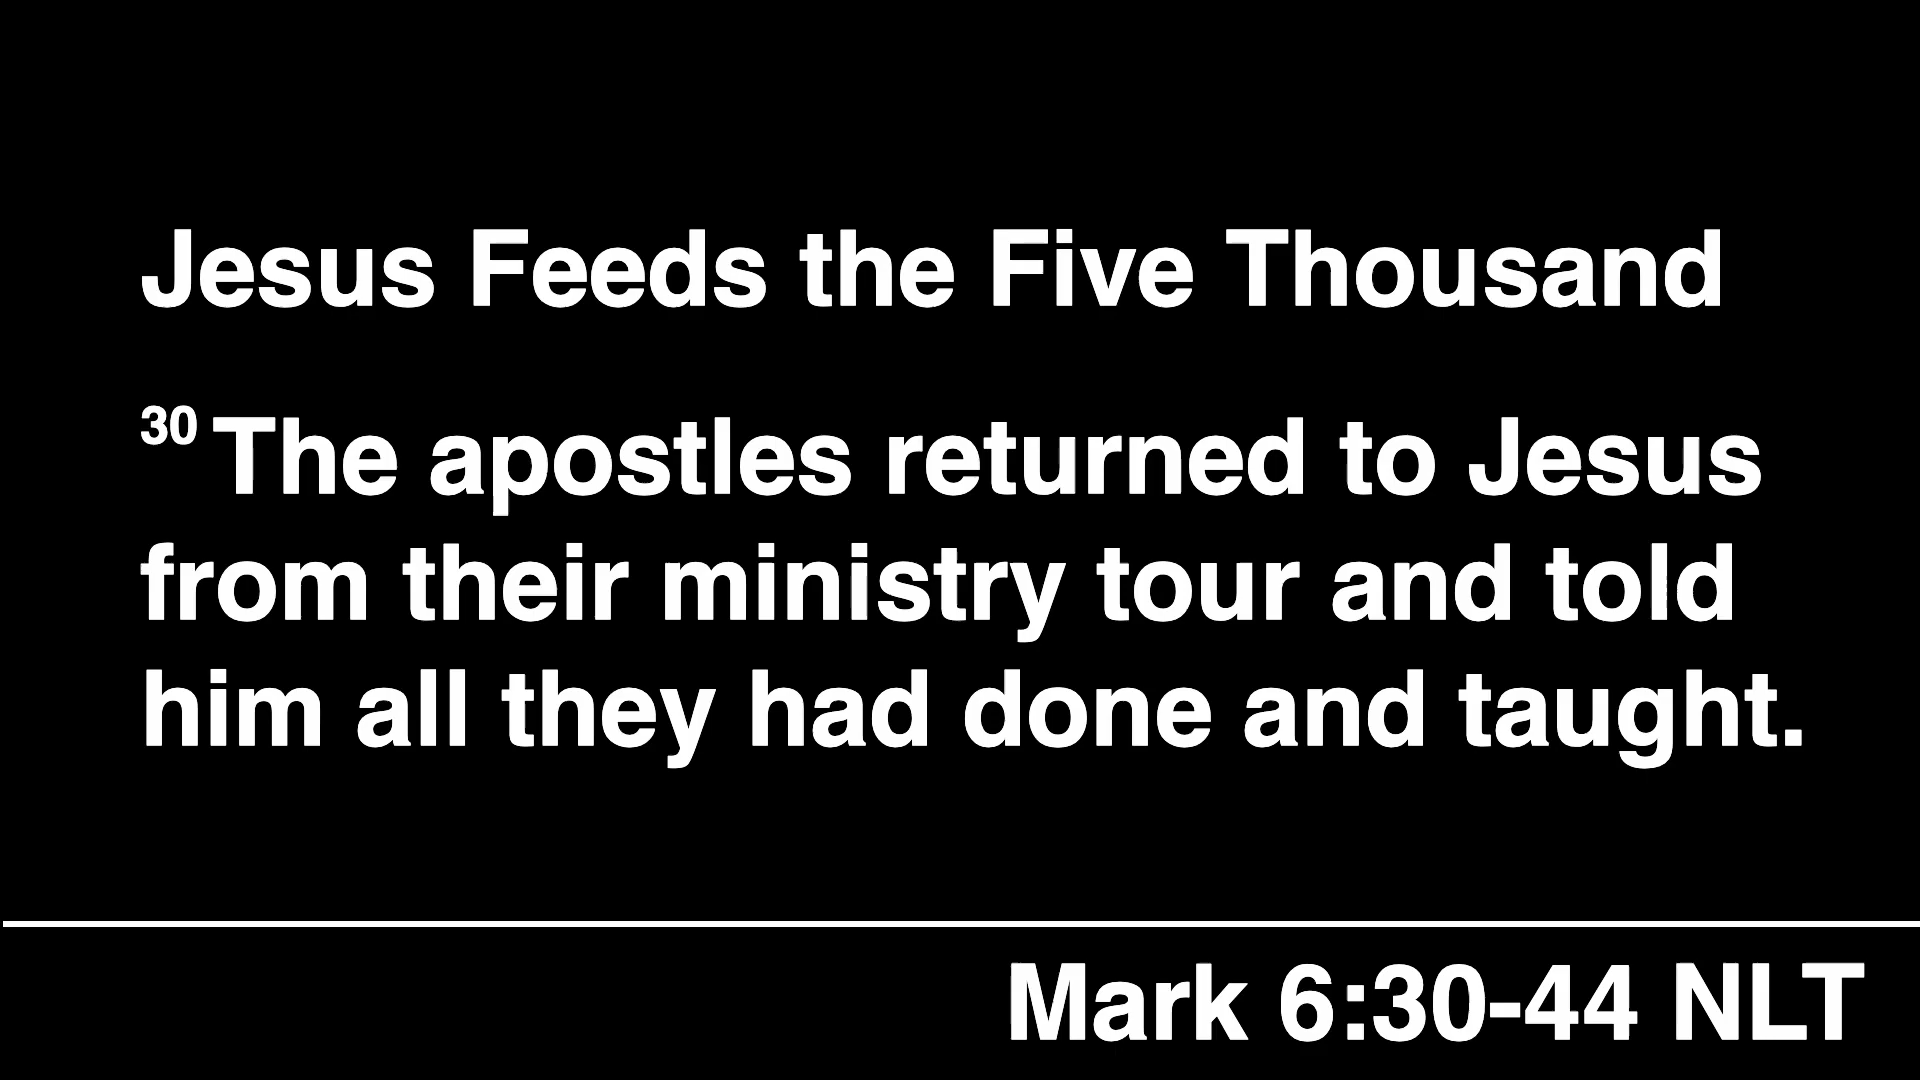 Jesus Feeds the Five Thousand
30 The apostles returned to Jesus
from their ministry tour and told
him all they had done and taught.
Mark 6:30-44 NLT